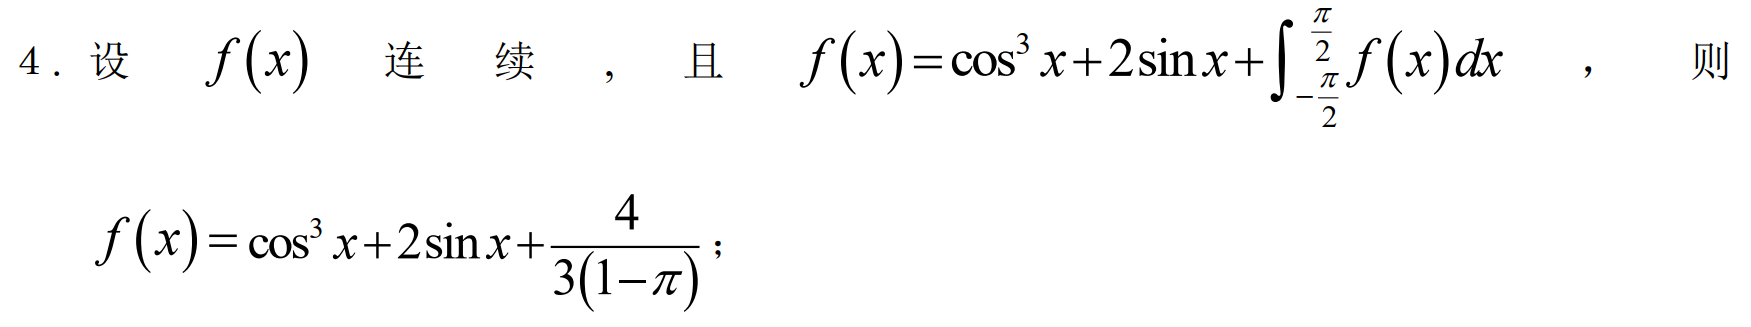 4. 设 f(x) 连 续 , 且 f(x)=cos³x+2sinx+∫_{-π/2}^{π/2} f(x)dx , 则
f(x)=cos³x+2sinx+4/(3(1-π));